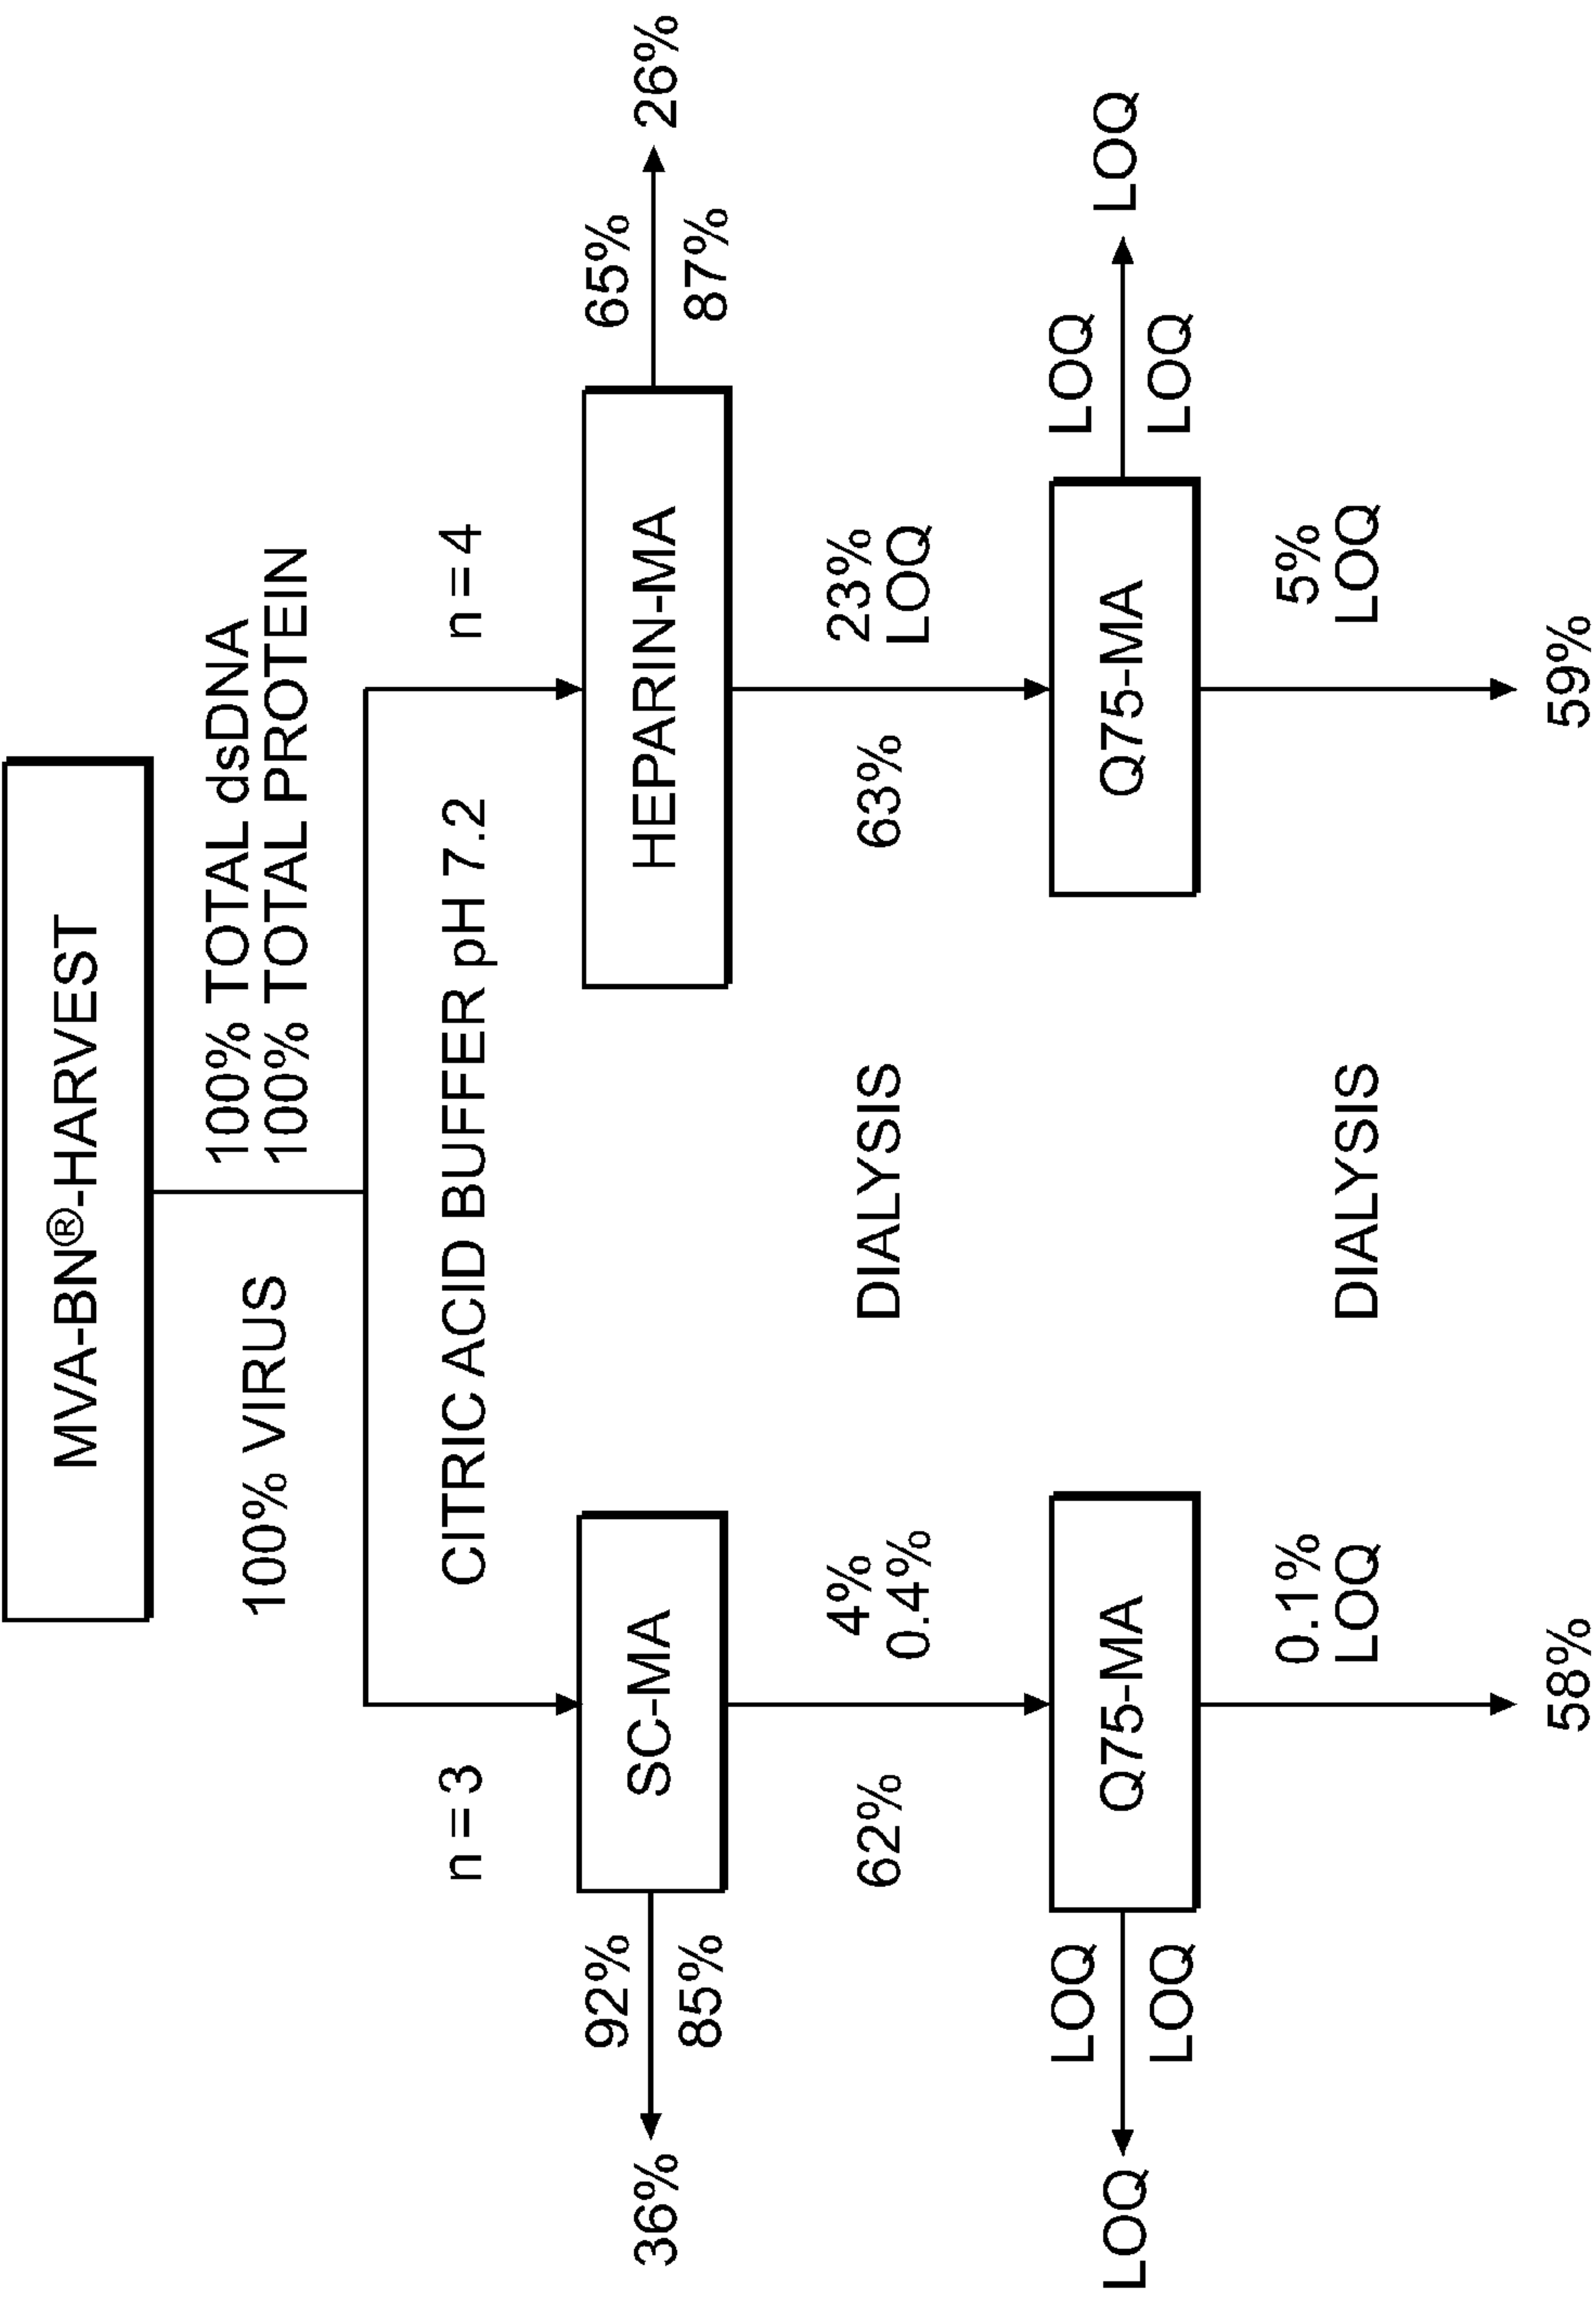 MVA-BN®-HARVEST
100% VIRUS
100% TOTAL dsDNA
100% TOTAL PROTEIN
n = 3
CITRIC ACID BUFFER pH 7.2
n = 4
92%
36%
85%
SC-MA
HEPARIN-MA
65%
26%
87%
62%
4%
0.4%
DIALYSIS
63%
23%
LOQ
LOQ
LOQ
LOQ
Q75-MA
Q75-MA
LOQ
LOQ
LOQ
0.1%
LOQ
DIALYSIS
5%
LOQ
58%
59%